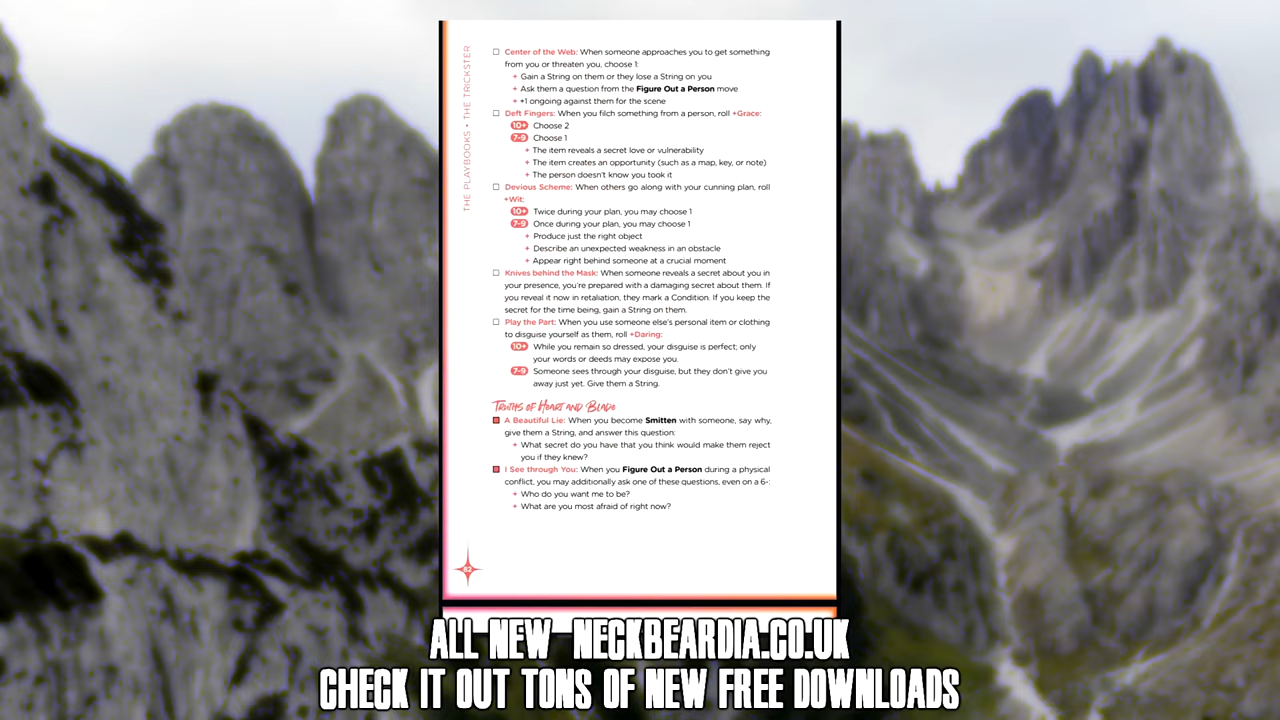 THE PLAYBOOKS • THE TRICKSTER
☐ Center of the Web: When someone approaches you to get something
from you or threaten you, choose 1:
+ Gain a String on them or they lose a String on you
+ Ask them a question from the Figure Out a Person move
+ +1 ongoing against them for the scene
☐ Deft Fingers: When you filch something from a person, roll +Grace:
10+ Choose 2
7-9 Choose 1
+ The item reveals a secret love or vulnerability
+ The item creates an opportunity (such as a map, key, or note)
+ The person doesn't know you took it
☐ Devious Scheme: When others go along with your cunning plan, roll
+Wit:
10+ Twice during your plan, you may choose 1
7-9 Once during your plan, you may choose 1
+ Produce just the right object
+ Describe an unexpected weakness in an obstacle
+ Appear right behind someone at a crucial moment
☐ Knives behind the Mask: When someone reveals a secret about you in
your presence, you're prepared with a damaging secret about them. If
you reveal it now in retaliation, they mark a Condition. If you keep the
secret for the time being, gain a String on them.
☐ Play the Part: When you use someone else's personal item or clothing
to disguise yourself as them, roll +Daring:
10+ While you remain so dressed, your disguise is perfect; only
your words or deeds may expose you.
7-9 Someone sees through your disguise, but they don't give you
away just yet. Give them a String.
Truths of Heart and Blade
A Beautiful Lie: When you become Smitten with someone, say why,
give them a String, and answer this question:
+ What secret do you have that you think would make them reject
you if they knew?
I See through You: When you Figure Out a Person during a physical
conflict, you may additionally ask one of these questions, even on a 6-:
+ Who do you want me to be?
+ What are you most afraid of right now?
82
ALL NEW NECKBEARDIA.CO.UK
CHECK IT OUT TONS OF NEW FREE DOWNLOADS